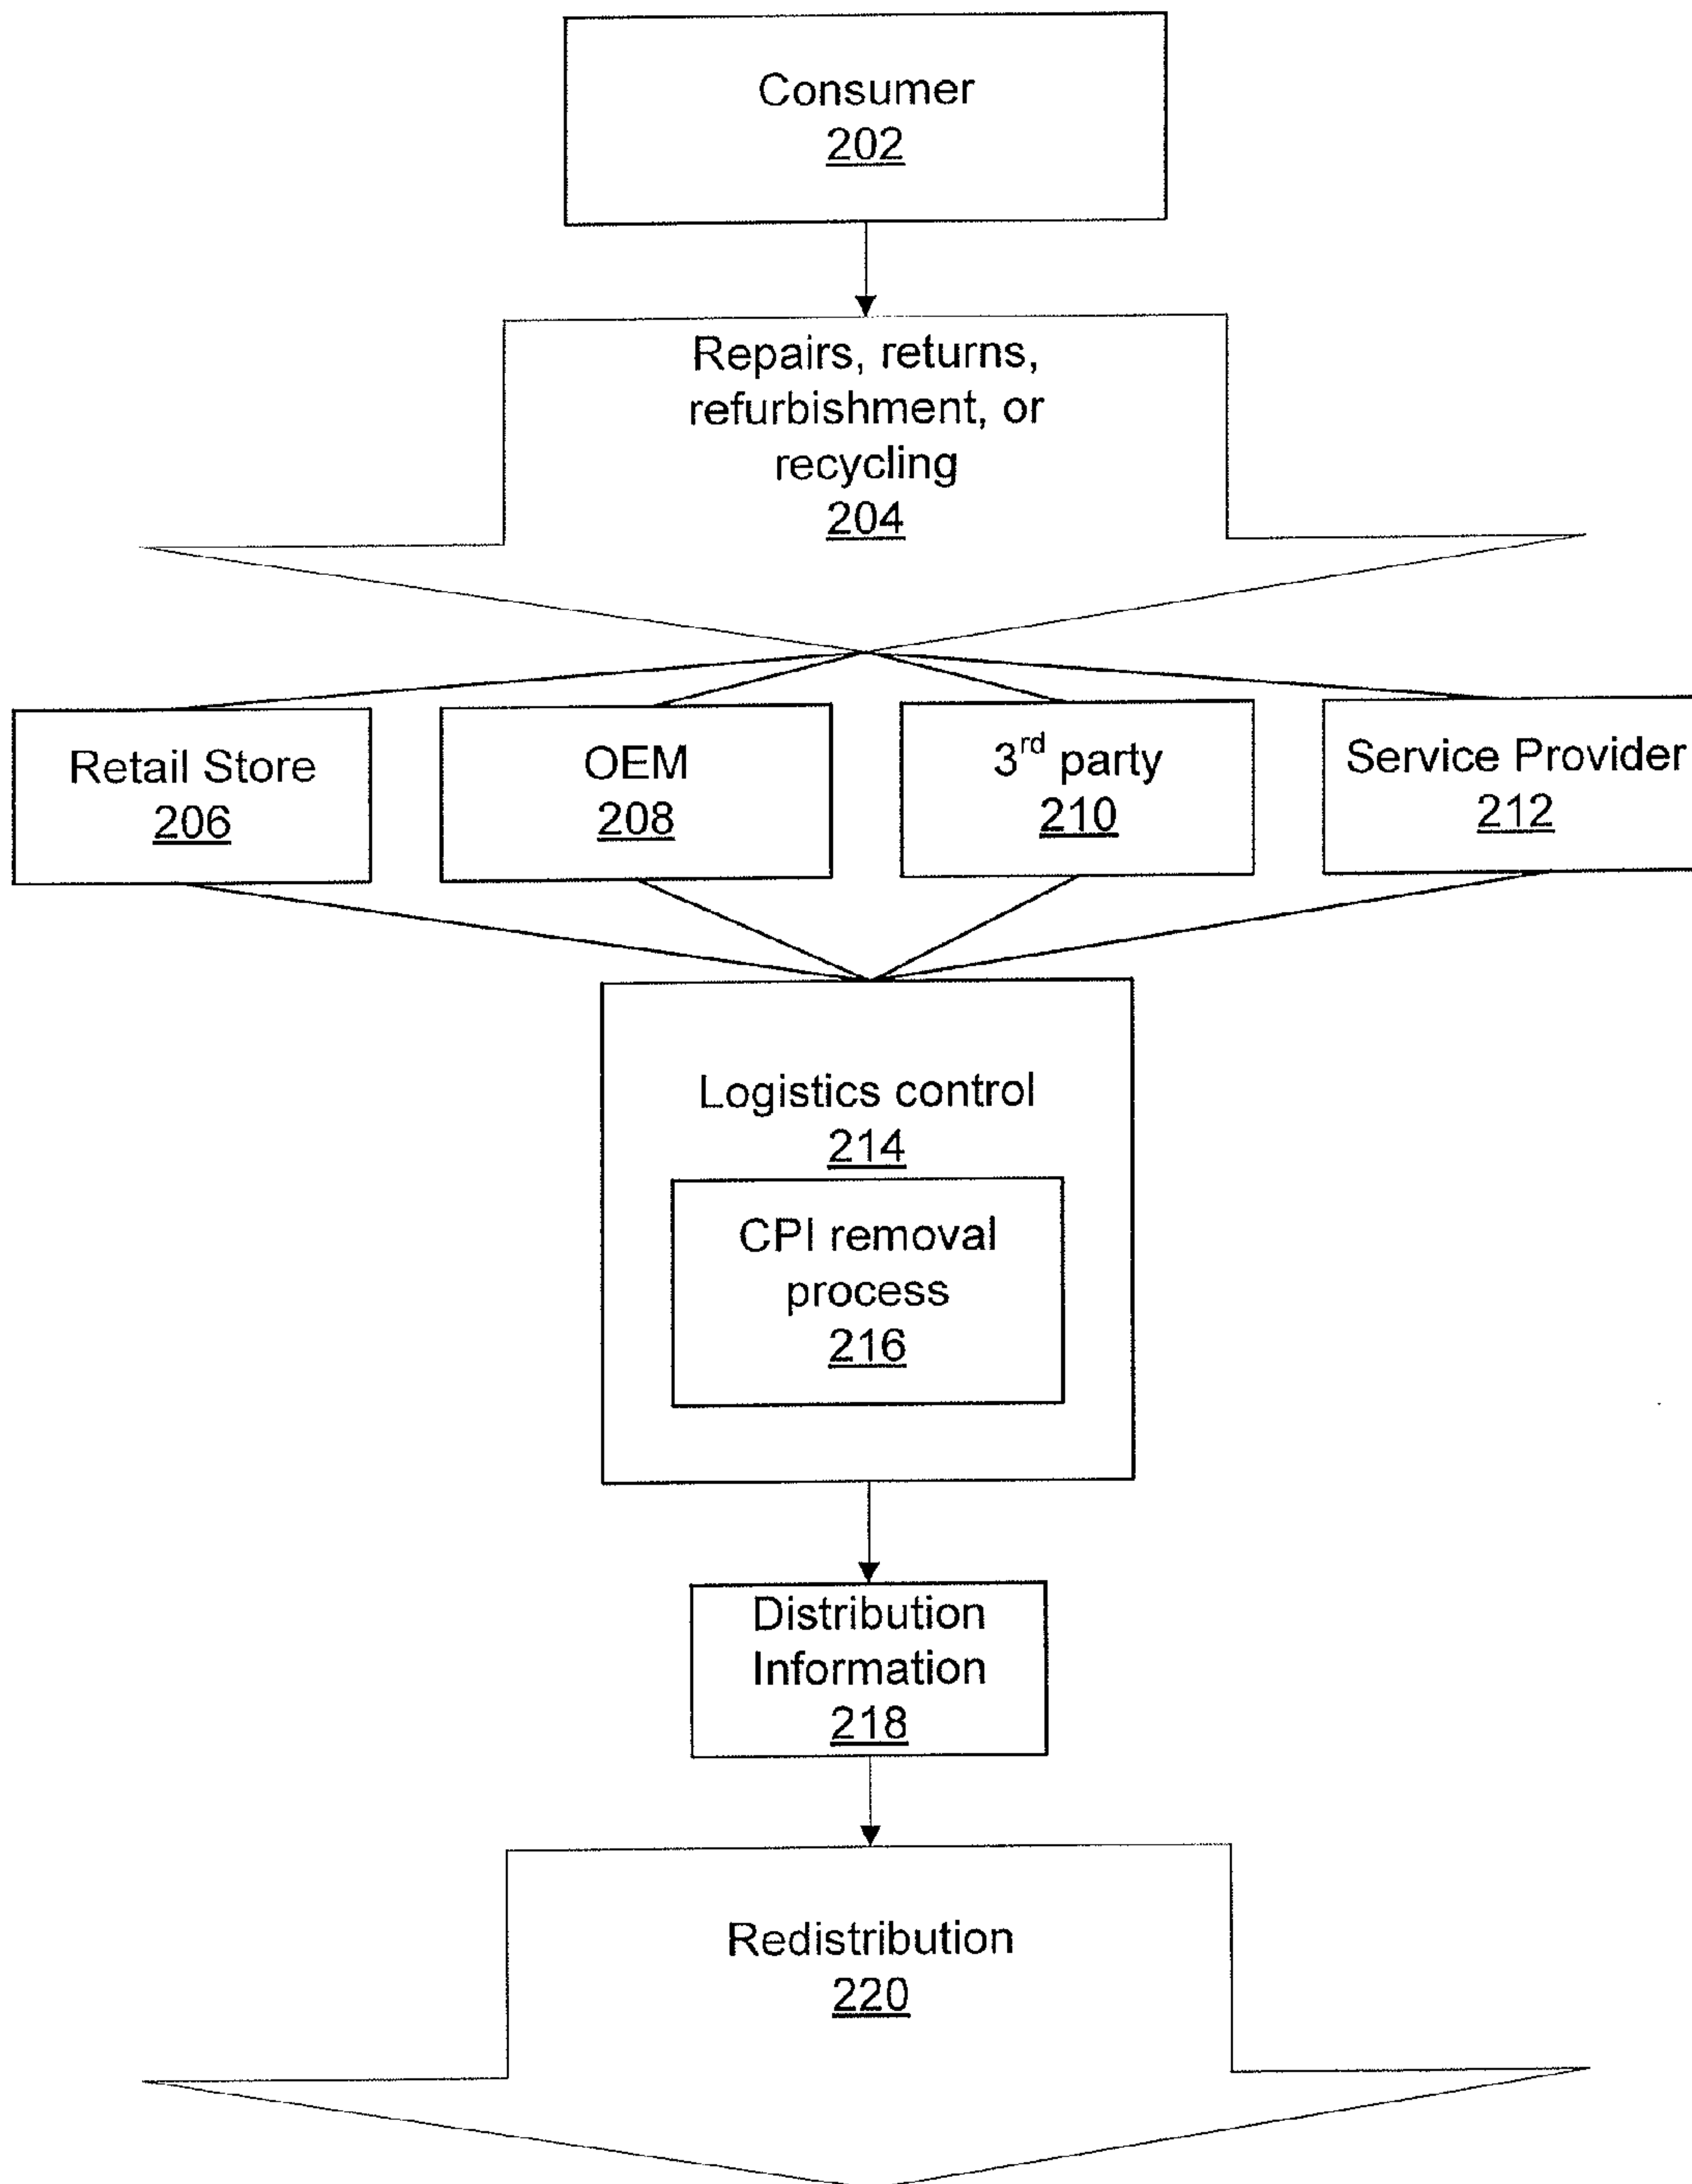 Consumer
202
Repairs, returns,
refurbishment, or
recycling
204
Retail Store
206
OEM
208
3rd party
210
Service Provider
212
Logistics control
214
CPI removal
process
216
Distribution
Information
218
Redistribution
220